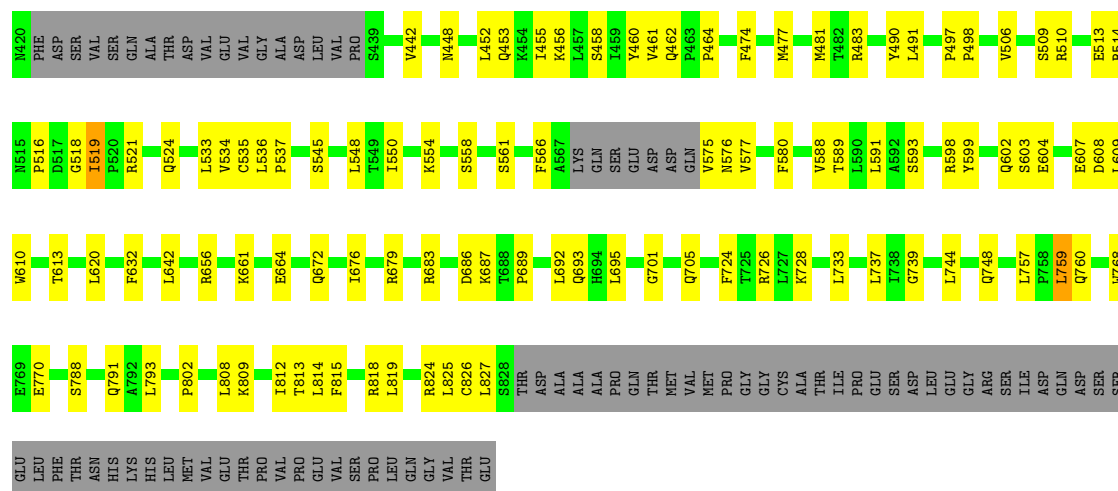 N420 PHE ASP SER VAL SER GLN ALA THR ASP VAL GLU VAL GLY ALA ASP LEU VAL PRO S439 V442 N448 L452 Q453 K454 I455 K456 L457 S458 I459 Y460 V461 Q462 P463 P464 F474 M477 M481 T482 R483 Y490 L491 P497 P498 V506 S509 R510 E513
N515 P516 D517 G518 I519 P520 R521 Q524 L533 V534 C535 L536 P537 S545 L548 T549 I550 K554 S558 S561 F566 A567 LYS GLN SER GLU ASP ASP GLN V575 N576 V577 F580 V588 T589 L590 L591 A592 S593 R598 Y599 Q602 S603 E604 E607 D608 L609
W610 T613 L620 F632 L642 R656 K661 E664 Q672 I676 R679 R683 D686 K687 T688 P689 L692 Q693 H694 L695 G701 Q705 F724 T725 R726 L727 K728 L733 L737 I738 G739 L744 Q748 L757 P758 L759 Q760 W768
E769 E770 S788 Q791 A792 L793 P802 L808 K809 I812 T813 L814 F815 R818 L819 R824 L825 C826 L827 S828 THR ASP ALA ALA ALA PRO GLN THR MET VAL MET PRO GLY GLY CYS ALA THR ILE PRO GLU SER ASP LEU GLU GLY ARG SER ILE ASP GLN ASP SER SER
GLU LEU PHE THR ASN HIS LYS HIS LEU MET VAL GLU THR PRO VAL PRO GLU VAL SER PRO LEU GLN GLY VAL THR GLU